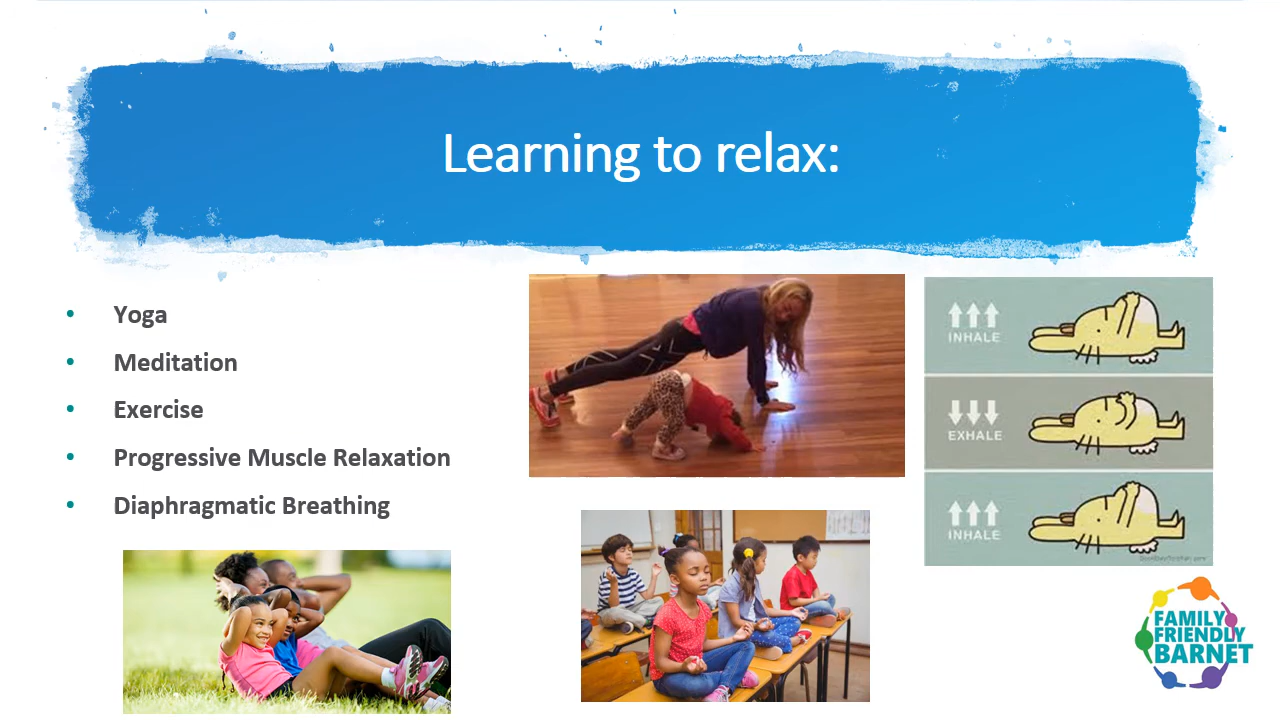 Learning to relax:
• Yoga
• Meditation
• Exercise
• Progressive Muscle Relaxation
• Diaphragmatic Breathing
INHALE
EXHALE
INHALE
FAMILY
FRIENDLY
BARNET